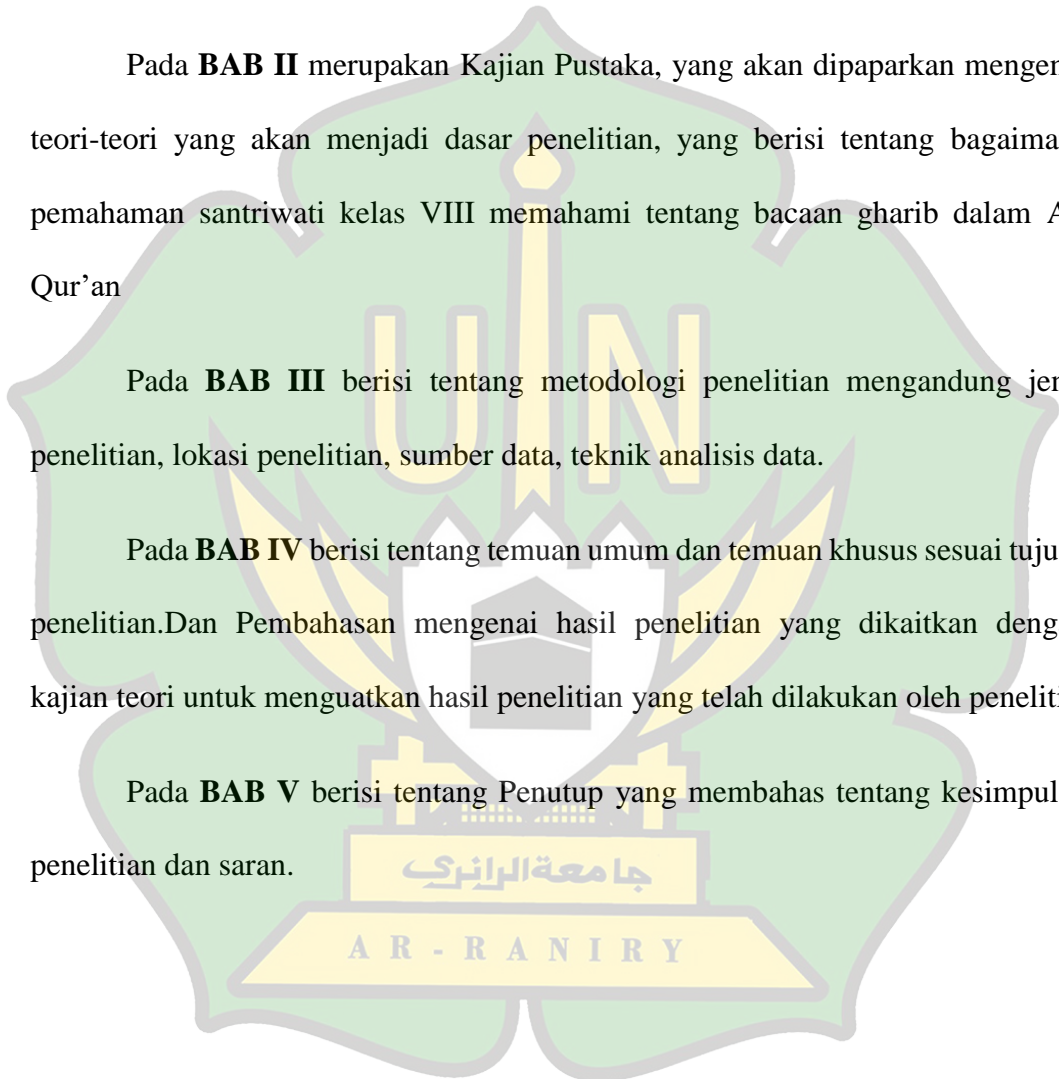 Pada BAB II merupakan Kajian Pustaka, yang akan dipaparkan mengen
teori-teori yang akan menjadi dasar penelitian, yang berisi tentang bagaima
pemahaman santriwati kelas VIII memahami tentang bacaan gharib dalam A
Qur’an
UIN
Pada BAB III berisi tentang metodologi penelitian mengandung jen
penelitian, lokasi penelitian, sumber data, teknik analisis data.
Pada BAB IV berisi tentang temuan umum dan temuan khusus sesuai tuju
penelitian.Dan Pembahasan mengenai hasil penelitian yang dikaitkan deng
kajian teori untuk menguatkan hasil penelitian yang telah dilakukan oleh peneliti
Pada BAB V berisi tentang Penutup yang membahas tentang kesimpul
penelitian dan saran.
جامعة الرانري
AR-RANIRY